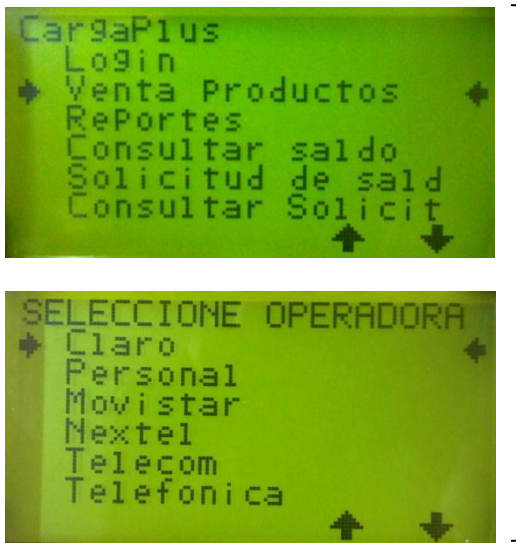 CargaPlus
Login
Venta Productos
RePortes
Consultar saldo
Solicitud de sald
Consultar Solicit
SELECCIONE OPERADORA
Claro
Personal
Movistar
Nextel
Telecom
Telefonica